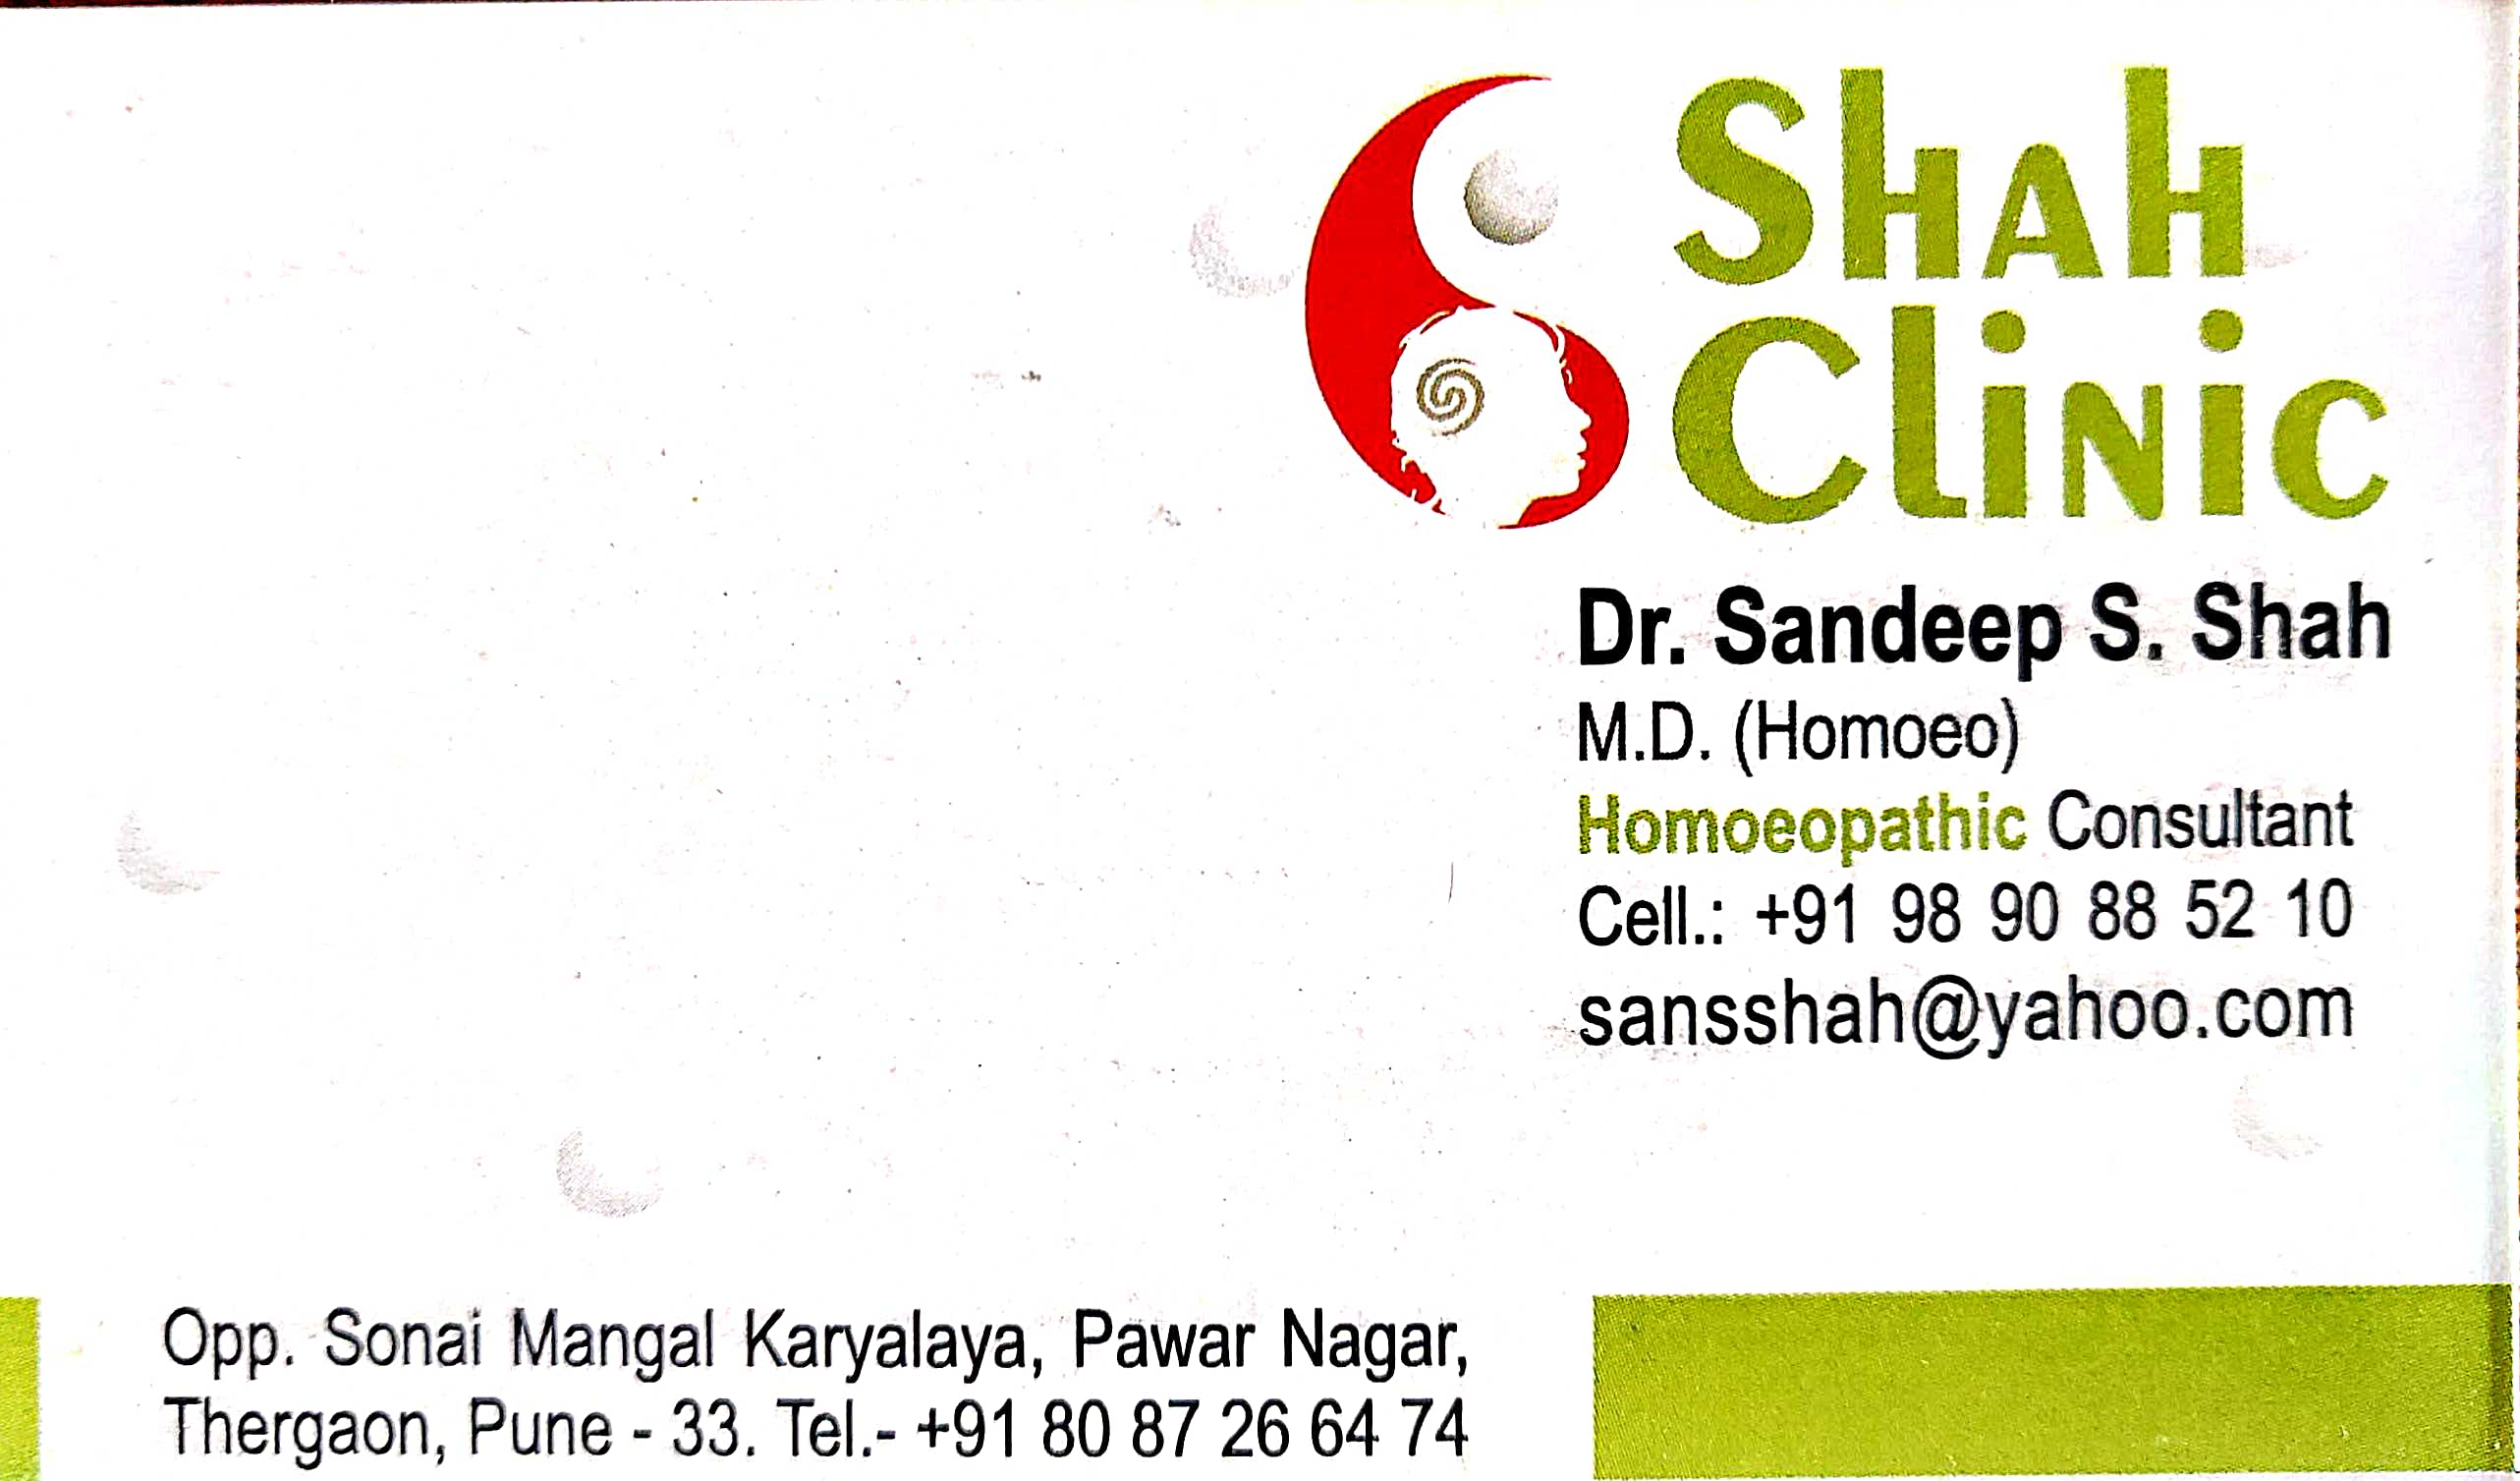 Shah
Clinic
Dr. Sandeep S. Shah
M.D. (Homoeo)
Homoeopathic Consultant
Cell.: +91 98 90 88 52 10
sansshah@yahoo.com
Opp. Sonai Mangal Karyalaya, Pawar Nagar,
Thergaon, Pune - 33. Tel.- +91 80 87 26 64 74